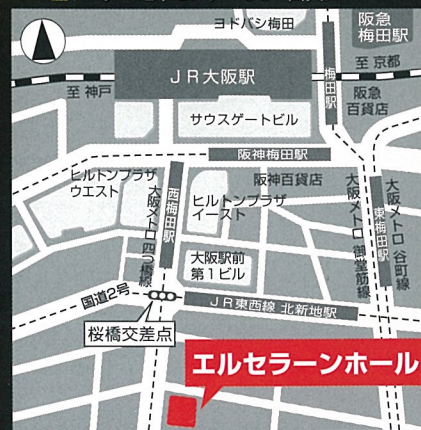 ヨドバシ梅田
阪急
梅田駅
至 京都
JR大阪駅
梅田駅
至 神戸
阪急
百貨店
サウスゲートビル
阪神梅田駅
ヒルトンプラザ
ウエスト
西梅田駅
大阪メトロ 四つ橋線
ヒルトンプラザ
イースト
阪神百貨店
大阪メトロ 御堂筋線
東梅田駅
大阪メトロ 谷町線
大阪駅前
第1ビル
国道2号
JR東西線 北新地駅
桜橋交差点
エルセラーンホール